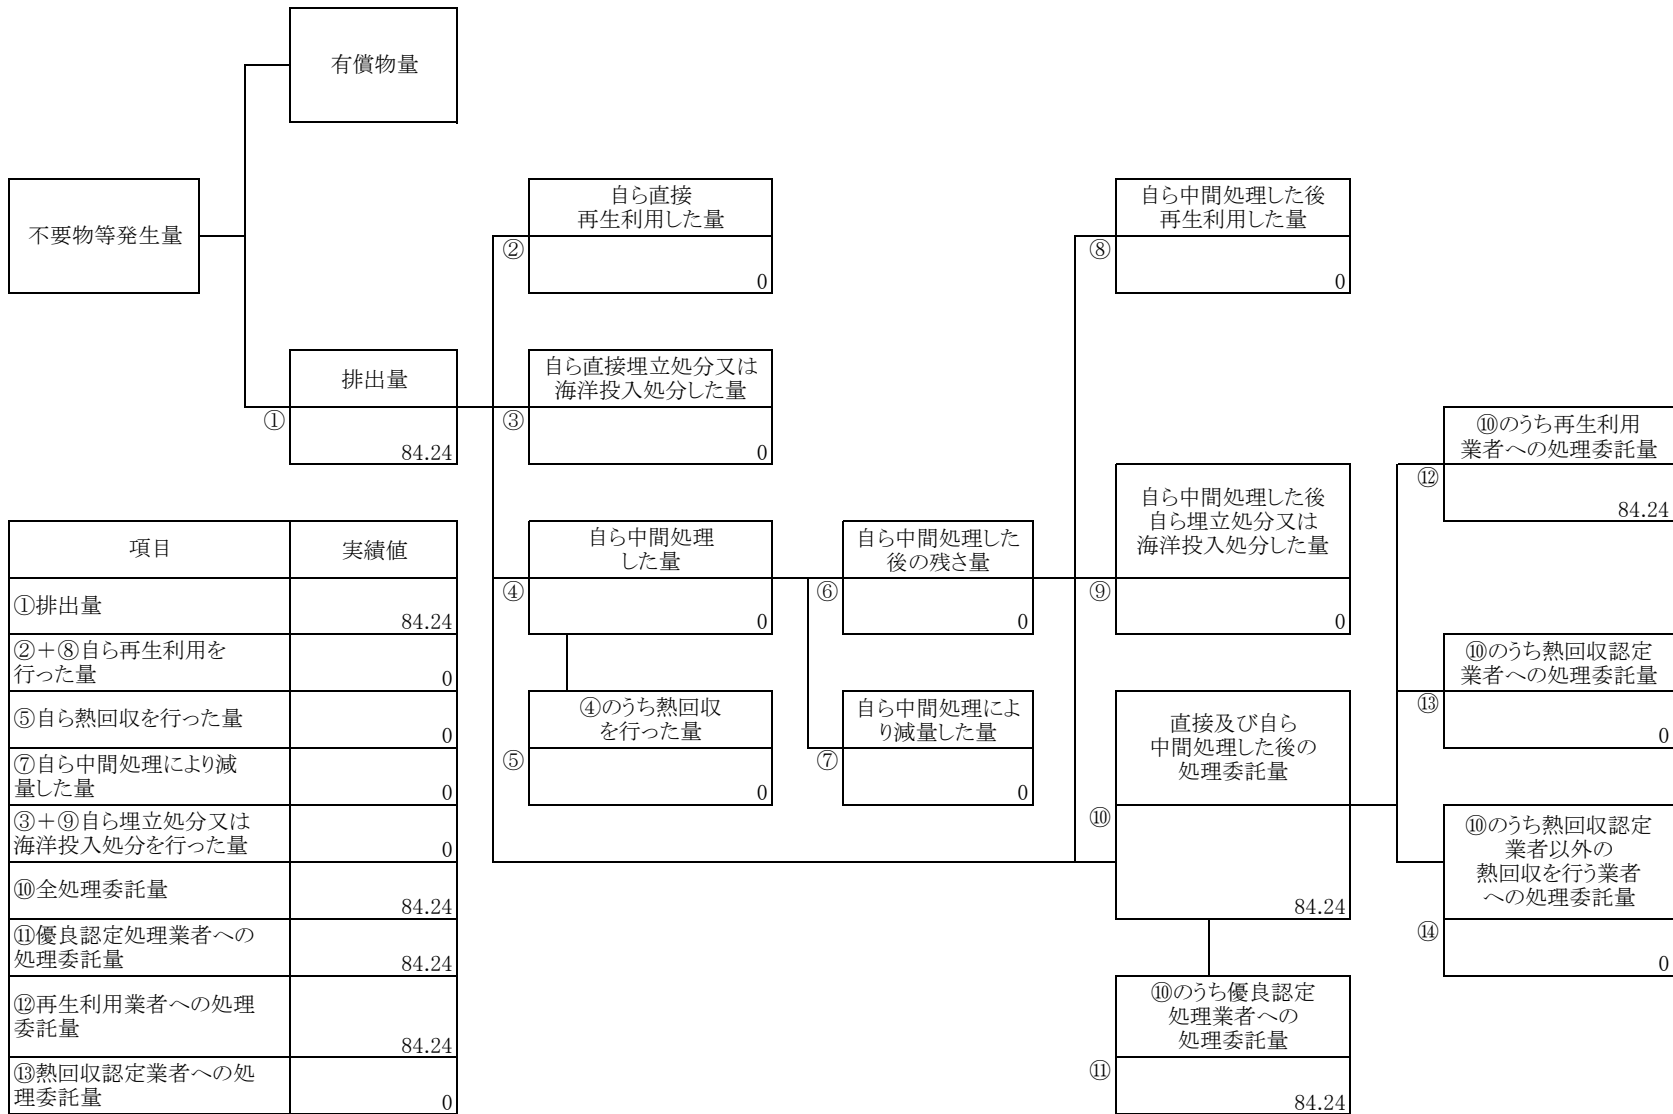 有償物量
不要物等発生量
自ら直接
再生利用した量
②
0
自ら中間処理した後
再生利用した量
⑧
0
排出量
①
84.24
自ら直接埋立処分又は
海洋投入処分した量
③
0
⑩のうち再生利用
業者への処理委託量
⑫
84.24
自ら中間処理
した量
④
0
自ら中間処理した
後の残さ量
⑥
0
自ら中間処理した後
自ら埋立処分又は
海洋投入処分した量
⑨
0
⑩のうち熱回収認定
業者への処理委託量
⑬
0
④のうち熱回収
を行った量
⑤
0
自ら中間処理によ
り減量した量
⑦
0
直接及び自ら
中間処理した後の
処理委託量
⑩
84.24
⑩のうち熱回収認定
業者以外の
熱回収を行う業者
への処理委託量
⑭
0
⑩のうち優良認定
処理業者への
処理委託量
⑪
84.24
項目 実績値
①排出量 84.24
②+⑧自ら再生利用を
行った量 0
⑤自ら熱回収を行った量 0
⑦自ら中間処理により減
量した量 0
③+⑨自ら埋立処分又は
海洋投入処分を行った量 0
⑩全処理委託量 84.24
⑪優良認定処理業者への
処理委託量 84.24
⑫再生利用業者への処理
委託量 84.24
⑬熱回収認定業者への処
理委託量 0